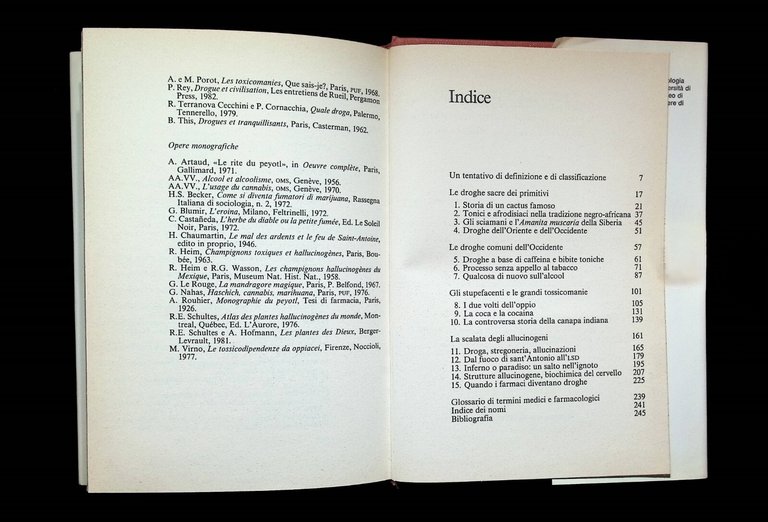 A. e M. Porot, Les toxicomanies, Que sais-je?, Paris, PUF, 1968.
P. Rey, Drogue et civilisation, Les entretiens de Rueil, Pergamon
Press, 1982.
R. Terranova Cecchini e P. Cornacchia, Quale droga, Palermo,
Tennerello, 1979.
B. This, Drogues et tranquillisants, Paris, Casterman, 1962.
Opere monografiche
A. Artaud, «Le rite du peyotl», in Oeuvre complète, Paris,
Gallimard, 1971.
AA.VV., Alcool et alcoolisme, OMS, Genève, 1956.
AA.VV., L'usage du cannabis, OMS, Genève, 1970.
H.S. Becker, Come si diventa fumatori di marijuana, Rassegna
Italiana di sociologia, n. 2, 1972.
G. Blumir, L'eroina, Milano, Feltrinelli, 1972.
C. Castañeda, L'herbe du diable ou la petite fumée, Ed. Le Soleil
Noir, Paris, 1972.
H. Chaumartin, Le mal des ardents et le feu de Saint-Antoine,
edito in proprio, 1946.
R. Heim, Champignons toxiques et hallucinogènes, Paris, Bou-
bée, 1963.
R. Heim e R.G. Wasson, Les champignons hallucinogènes du
Mexique, Paris, Museum Nat. Hist. Nat., 1958.
G. Le Rouge, La mandragore magique, Paris, P. Belfond, 1967.
G. Nahas, Haschich, cannabis, marihuana, Paris, PUF, 1976.
A. Rouhier, Monographie du peyotl, Tesi di farmacia, Paris,
1926.
R.E. Schultes, Atlas des plantes hallucinogènes du monde, Mon-
treal, Québec, Ed. L'Aurore, 1976.
R.E. Schultes e A. Hofmann, Les plantes des Dieux, Berger-
Levrault, 1981.
M. Virno, Le tossicodipendenze da oppiacei, Firenze, Noccioli,
1977.
Indice
Un tentativo di definizione e di classificazione 7
Le droghe sacre dei primitivi 17
1. Storia di un cactus famoso 21
2. Tonici e afrodisiaci nella tradizione negro-africana 37
3. Gli sciamani e l'Amanita muscaria della Siberia 45
4. Droghe dell'Oriente e dell'Occidente 51
Le droghe comuni dell'Occidente 57
5. Droghe a base di caffeina e bibite toniche 61
6. Processo senza appello al tabacco 71
7. Qualcosa di nuovo sull'alcool 87
Gli stupefacenti e le grandi tossicomanie 101
8. I due volti dell'oppio 105
9. La coca e la cocaina 131
10. La controversa storia della canapa indiana 139
La scalata degli allucinogeni 161
11. Droga, stregoneria, allucinazioni 165
12. Dal fuoco di sant'Antonio all'LSD 179
13. Inferno o paradiso: un salto nell'ignoto 195
14. Strutture allucinogene, biochimica del cervello 207
15. Quando i farmaci diventano droghe 225
Glossario di termini medici e farmacologici 239
Indice dei nomi 241
Bibliografia 245
ologia
ersità di
eo di
are di